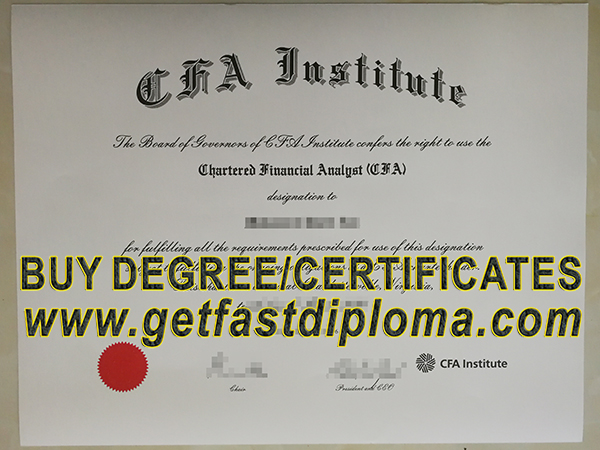 CFA Institute
The Board of Governors of CFA Institute confers the right to use the
Chartered Financial Analyst (CFA)
designation to
for fulfilling all the requirements prescribed for use of this designation
BUY DEGREE/CERTIFICATES
Virginia,
www.getfastdiploma.com
CFA Institute
Chair
President and CEO